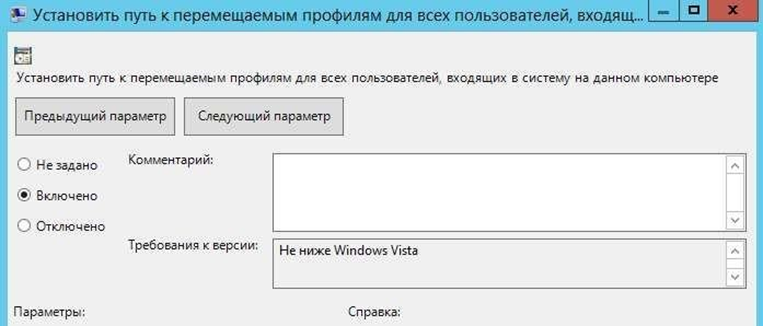 Установить путь к перемещаемым профилям для всех пользователей, входящ...
Установить путь к перемещаемым профилям для всех пользователей, входящих в систему на данном компьютере
Предыдущий параметр Следующий параметр
Не задано Комментарий:
Включено
Отключено
Требования к версии: Не ниже Windows Vista
Параметры: Справка: